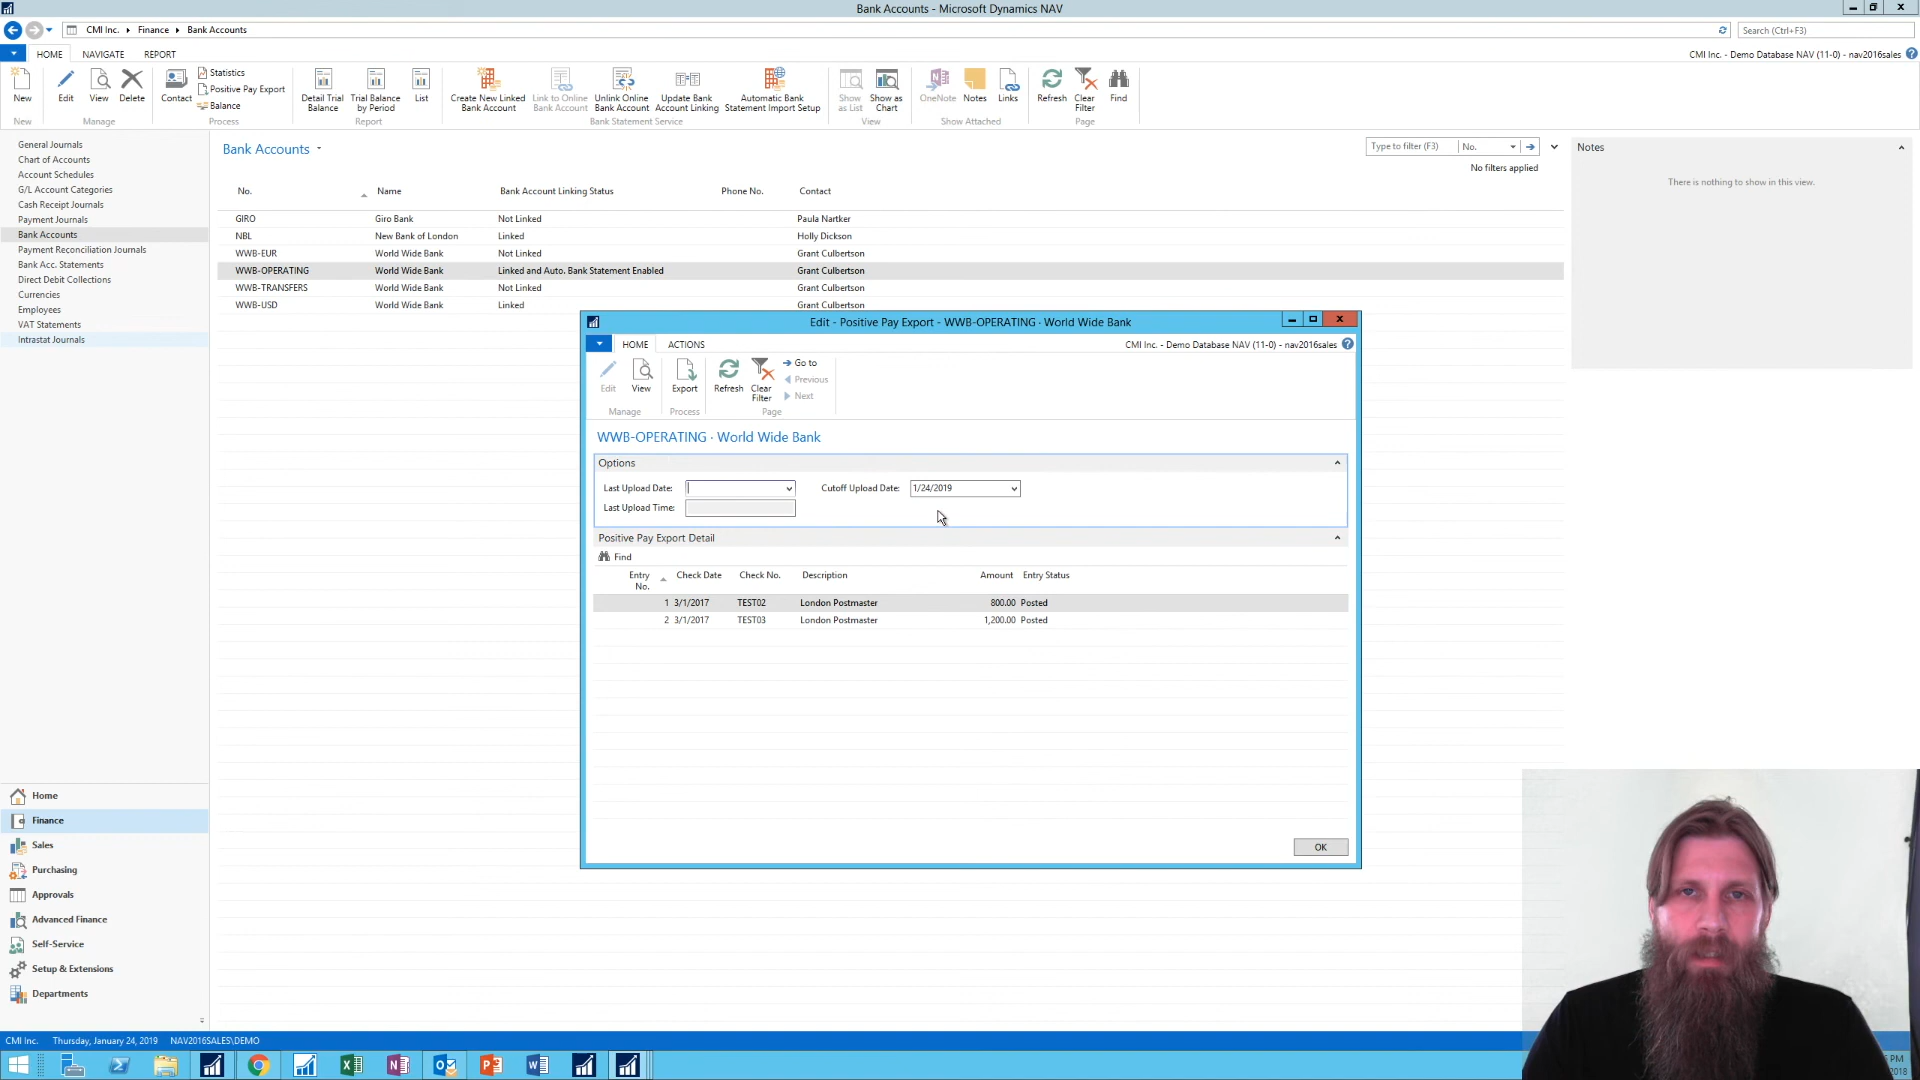 Bank Accounts - Microsoft Dynamics NAV
CMI Inc. Finance Bank Accounts
Search (Ctrl+F3)
HOME NAVIGATE REPORT
CMI Inc. - Demo Database NAV (11-0) - nav2016sales
New
Edit View Delete
Contact
Statistics
Positive Pay Export
Balance
Detail Trial Balance
Trial Balance by Period
List
Create New Linked Bank Account
Link to Online Bank Account
Unlink Online Bank Account
Update Bank Account Linking
Automatic Bank Statement Import Setup
Show as List
Show as Chart
OneNote Notes Links
Refresh Clear Filter Find
New Manage Process Report Bank Statement Service View Show Attached Page
General Journals
Chart of Accounts
Account Schedules
G/L Account Categories
Cash Receipt Journals
Payment Journals
Bank Accounts
Payment Reconciliation Journals
Bank Acc. Statements
Direct Debit Collections
Currencies
Employees
VAT Statements
Intrastat Journals
Home
Finance
Sales
Purchasing
Approvals
Advanced Finance
Self-Service
Setup & Extensions
Departments
Bank Accounts
Type to filter (F3) No.
No filters applied
No. Name Bank Account Linking Status Phone No. Contact
GIRO Giro Bank Not Linked Paula Nartker
NBL New Bank of London Linked Holly Dickson
WWB-EUR World Wide Bank Not Linked Grant Culbertson
WWB-OPERATING World Wide Bank Linked and Auto. Bank Statement Enabled Grant Culbertson
WWB-TRANSFERS World Wide Bank Not Linked Grant Culbertson
WWB-USD World Wide Bank Linked Grant Culbertson
Notes
There is nothing to show in this view.
Edit - Positive Pay Export - WWB-OPERATING · World Wide Bank
HOME ACTIONS
CMI Inc. - Demo Database NAV (11-0) - nav2016sales
Edit View Export Refresh Clear Filter
Go to
Previous
Next
Manage Process Page
WWB-OPERATING · World Wide Bank
Options
Last Upload Date: Cutoff Upload Date: 1/24/2019
Last Upload Time:
Positive Pay Export Detail
Find
Entry No. Check Date Check No. Description Amount Entry Status
1 3/1/2017 TEST02 London Postmaster 800.00 Posted
2 3/1/2017 TEST03 London Postmaster 1,200.00 Posted
OK
CMI Inc. Thursday, January 24, 2019 NAV2016SALES\DEMO
PM
2018